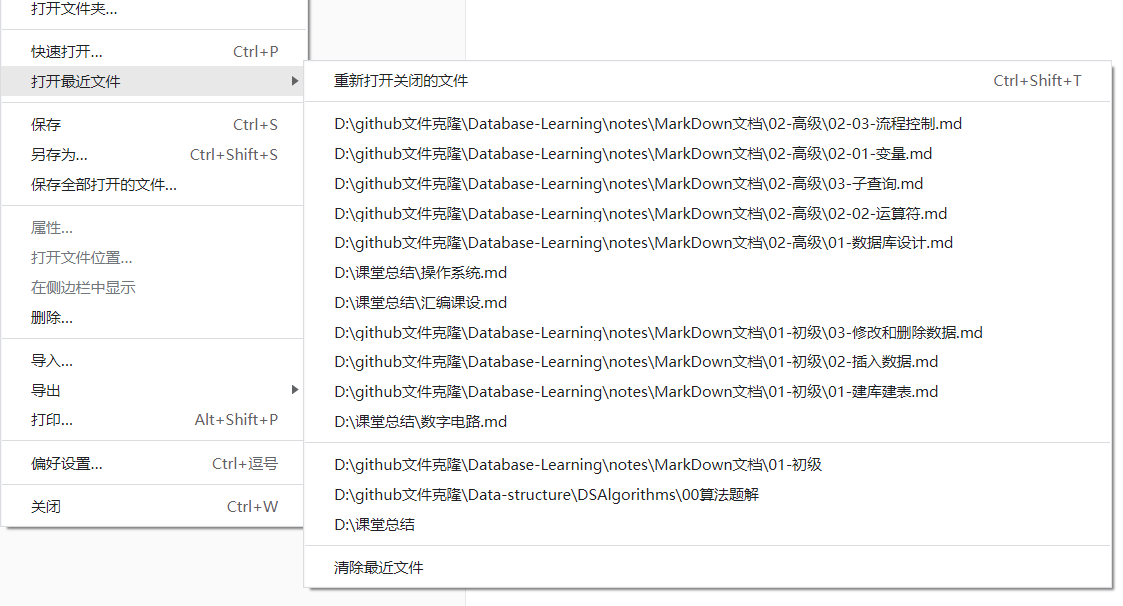 打开文件夹...
快速打开... Ctrl+P
打开最近文件
保存 Ctrl+S
另存为... Ctrl+Shift+S
保存全部打开的文件...
属性...
打开文件位置...
在侧边栏中显示
删除...
导入...
导出
打印... Alt+Shift+P
偏好设置... Ctrl+逗号
关闭 Ctrl+W
重新打开关闭的文件 Ctrl+Shift+T
D:\github文件克隆\Database-Learning\notes\MarkDown文档\02-高级\02-03-流程控制.md
D:\github文件克隆\Database-Learning\notes\MarkDown文档\02-高级\02-01-变量.md
D:\github文件克隆\Database-Learning\notes\MarkDown文档\02-高级\03-子查询.md
D:\github文件克隆\Database-Learning\notes\MarkDown文档\02-高级\02-02-运算符.md
D:\github文件克隆\Database-Learning\notes\MarkDown文档\02-高级\01-数据库设计.md
D:\课堂总结\操作系统.md
D:\课堂总结\汇编课设.md
D:\github文件克隆\Database-Learning\notes\MarkDown文档\01-初级\03-修改和删除数据.md
D:\github文件克隆\Database-Learning\notes\MarkDown文档\01-初级\02-插入数据.md
D:\github文件克隆\Database-Learning\notes\MarkDown文档\01-初级\01-建库建表.md
D:\课堂总结\数字电路.md
D:\github文件克隆\Database-Learning\notes\MarkDown文档\01-初级
D:\github文件克隆\Data-structure\DSAlgorithms\00算法题解
D:\课堂总结
清除最近文件